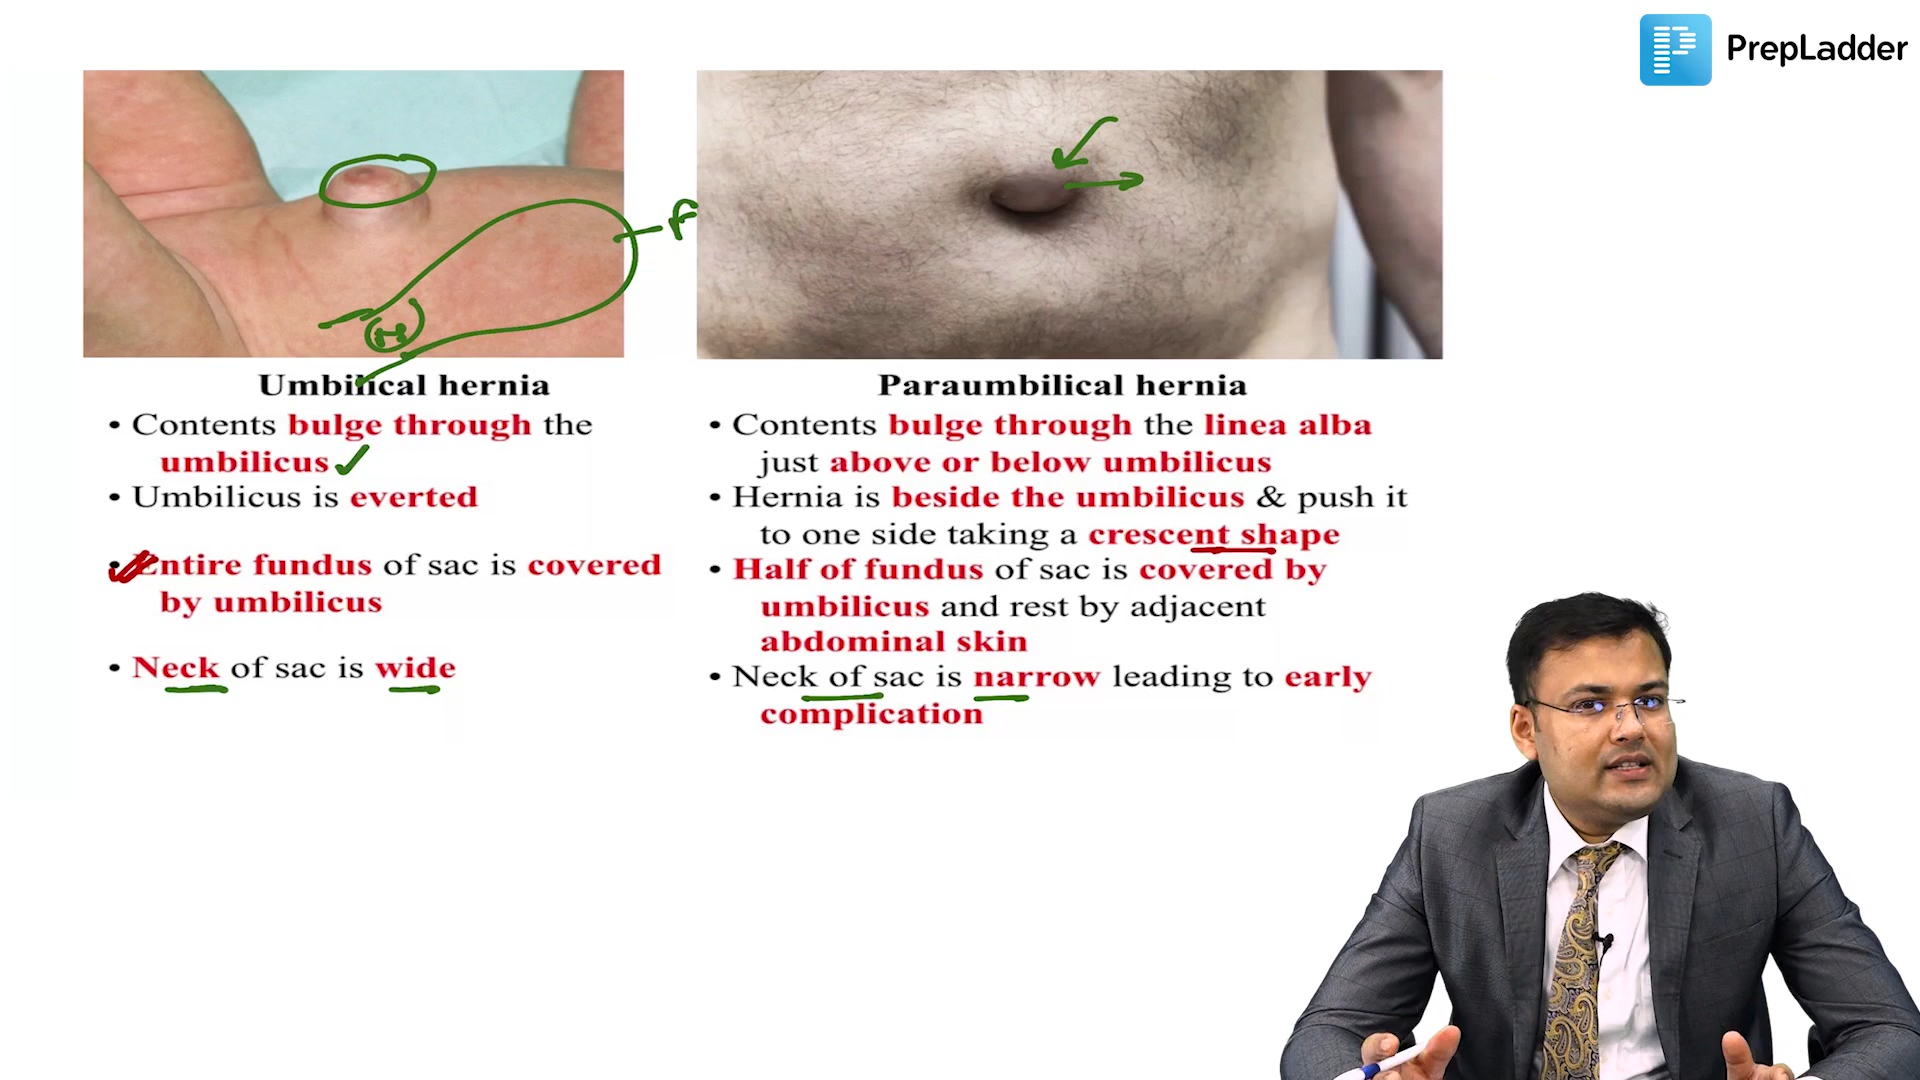 PrepLadder
Umbilical hernia
• Contents bulge through the
umbilicus
• Umbilicus is everted
• Entire fundus of sac is covered
by umbilicus
• Neck of sac is wide
Paraumbilical hernia
• Contents bulge through the linea alba
just above or below umbilicus
• Hernia is beside the umbilicus & push it
to one side taking a crescent shape
• Half of fundus of sac is covered by
umbilicus and rest by adjacent
abdominal skin
• Neck of sac is narrow leading to early
complication